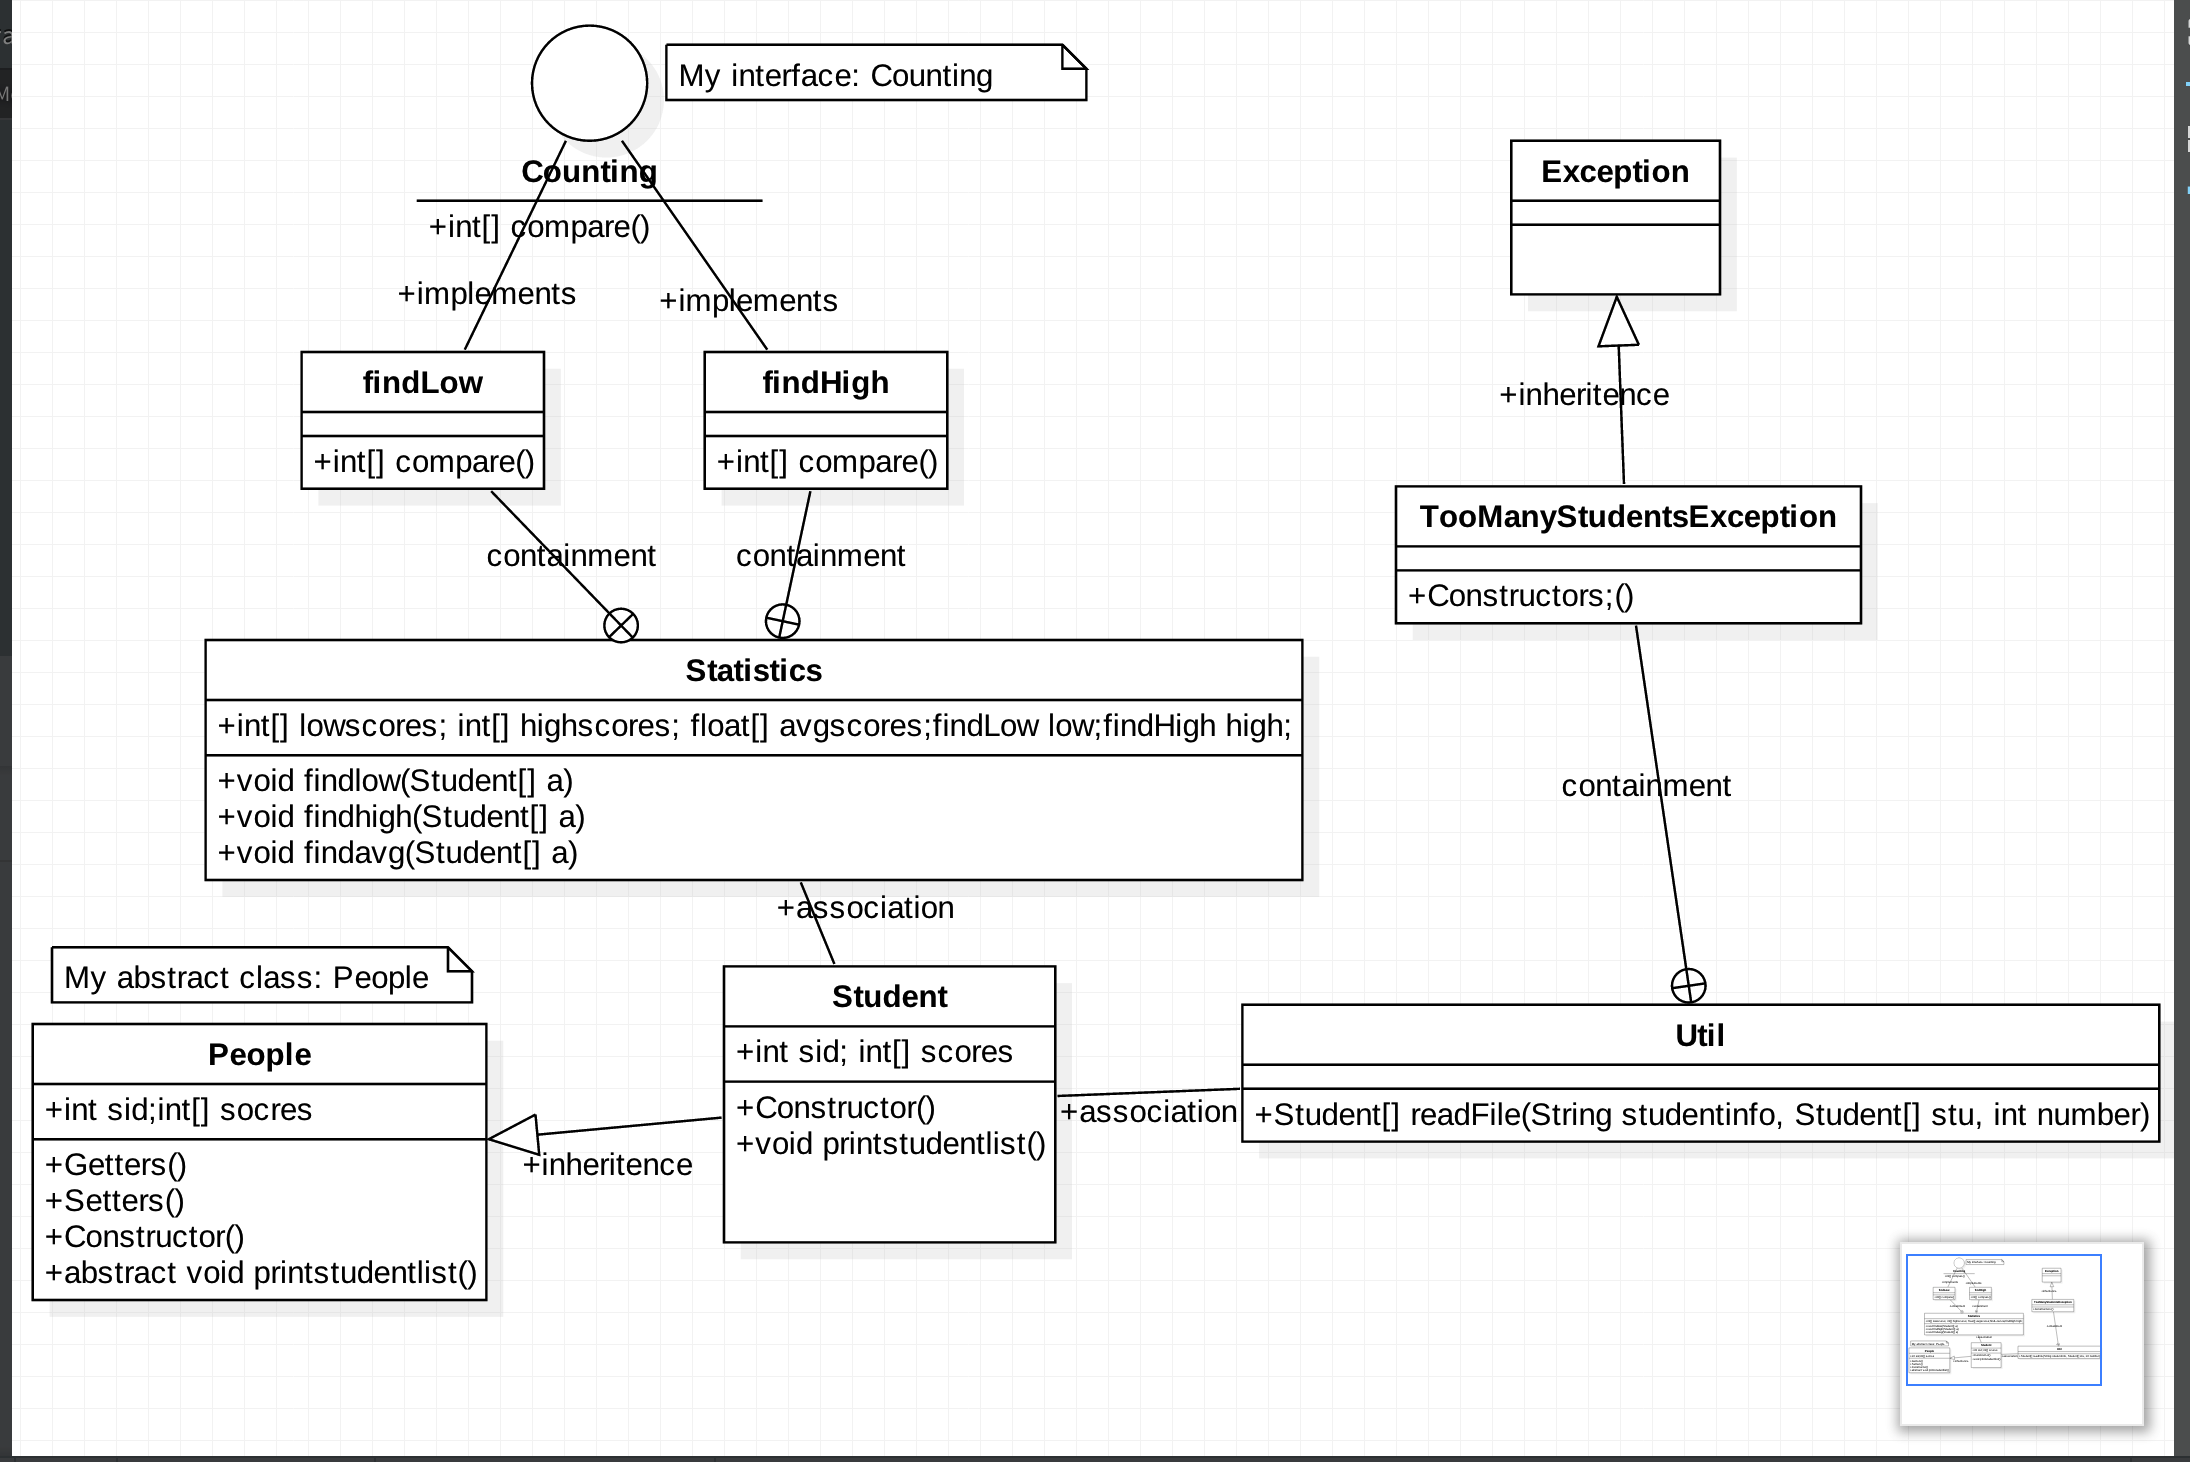 My interface: Counting
Counting
+int[] compare()
+implements
+implements
Exception
+inheritence
findLow
+int[] compare()
findHigh
+int[] compare()
containment
containment
TooManyStudentsException
+Constructors;()
containment
Statistics
+int[] lowscores; int[] highscores; float[] avgscores;findLow low;findHigh high;
+void findlow(Student[] a)
+void findhigh(Student[] a)
+void findavg(Student[] a)
+association
My abstract class: People
People
+int sid;int[] socres
+Getters()
+Setters()
+Constructor()
+abstract void printstudentlist()
+inheritence
Student
+int sid; int[] scores
+Constructor()
+void printstudentlist()
+association
Util
+Student[] readFile(String studentinfo, Student[] stu, int number)